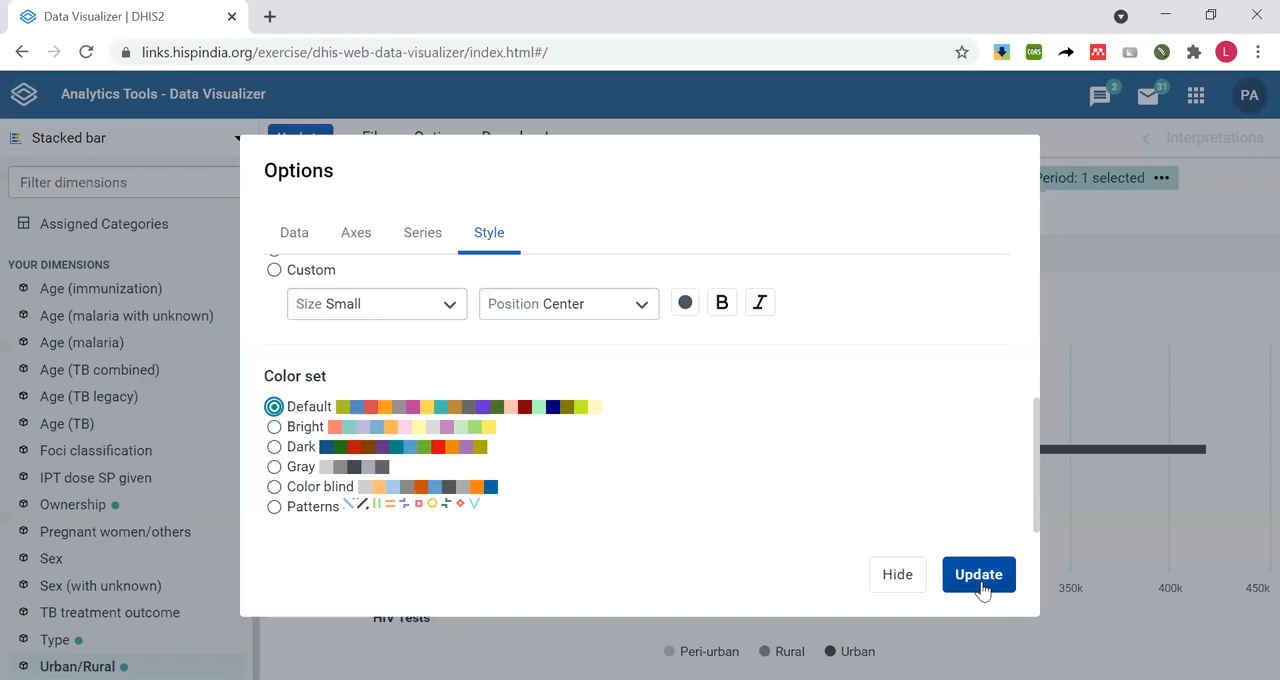 Data Visualizer | DHIS2
links.hispindia.org/exercise/dhis-web-data-visualizer/index.html#/
CORS
L
Analytics Tools - Data Visualizer
2
31
PA
Stacked bar
Interpretations
Filter dimensions
Period: 1 selected
Assigned Categories
YOUR DIMENSIONS
Age (immunization)
Age (malaria with unknown)
Age (malaria)
Age (TB combined)
Age (TB legacy)
Age (TB)
Foci classification
IPT dose SP given
Ownership
Pregnant women/others
Sex
Sex (with unknown)
TB treatment outcome
Type
Urban/Rural
Options
Data Axes Series Style
Custom
Size Small Position Center B I
Color set
Default
Bright
Dark
Gray
Color blind
Patterns
Hide Update
350k 400k 450k
HIV Tests
Peri-urban Rural Urban